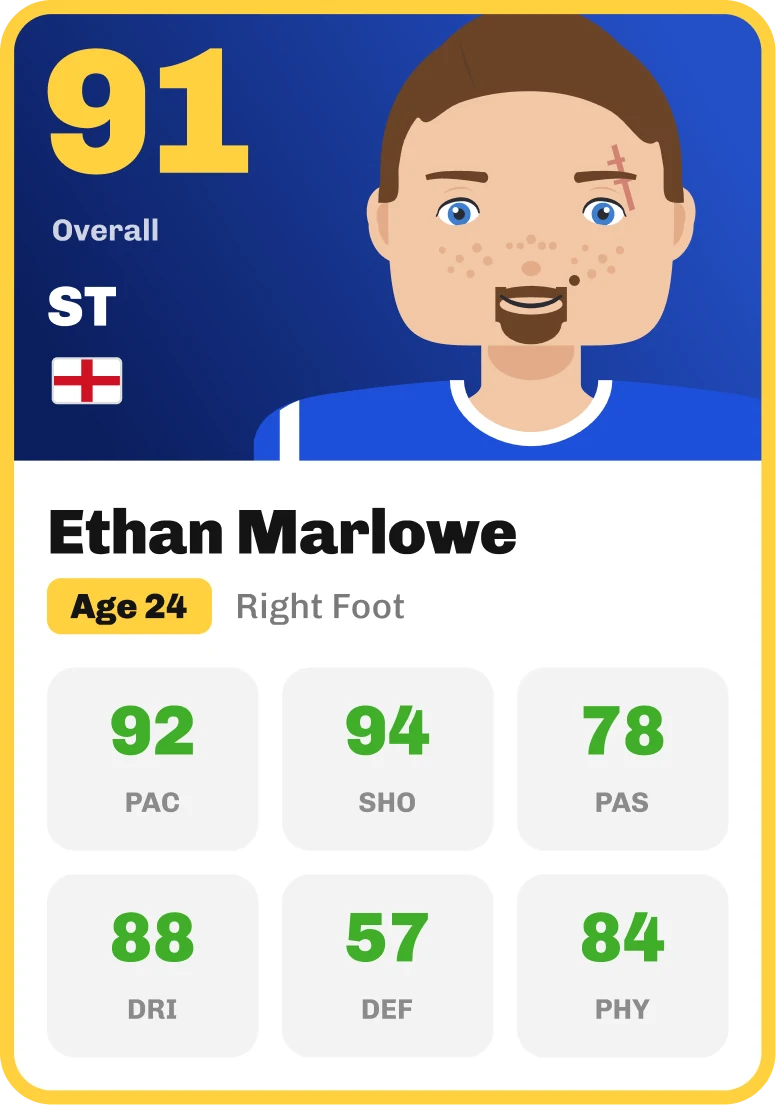 91
Overall
ST
Ethan Marlowe
Age 24 Right Foot
92 94 78
PAC SHO PAS
88 57 84
DRI DEF PHY